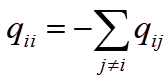 q_{ii} = -\sum_{j \neq i} q_{ij}